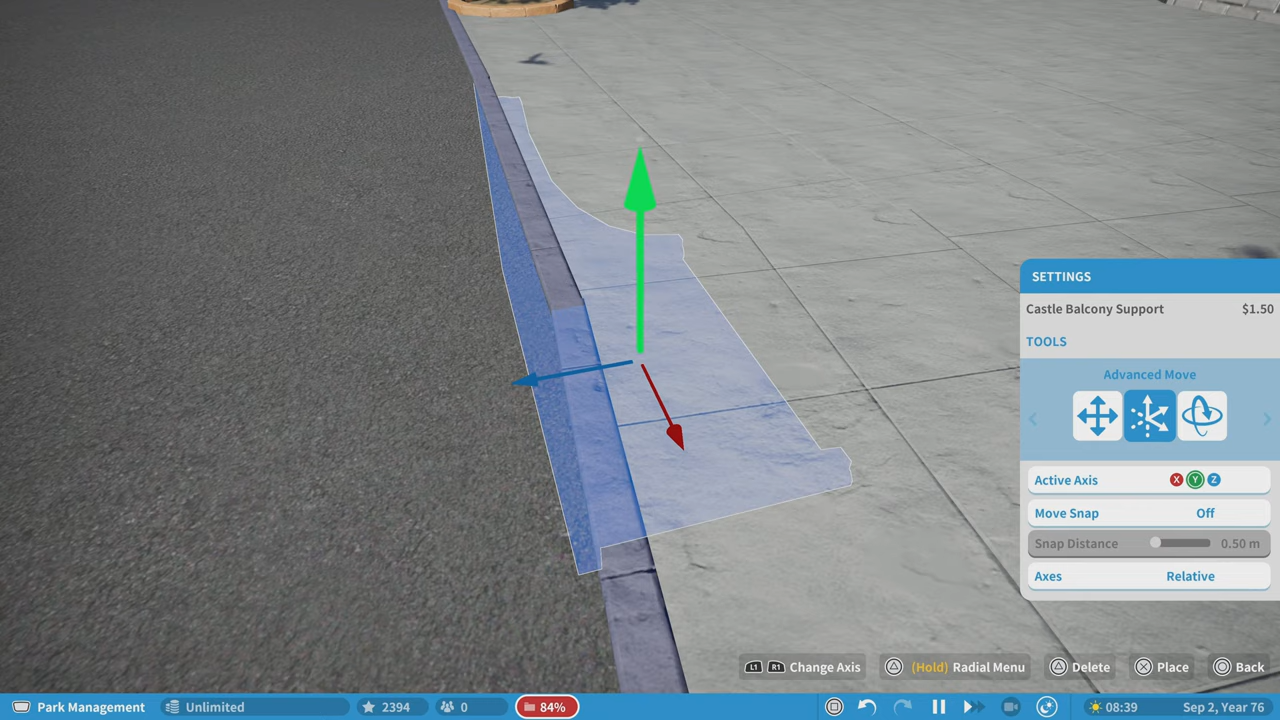 SETTINGS
Castle Balcony Support $1.50
TOOLS
Advanced Move
Active Axis X Y Z
Move Snap Off
Snap Distance 0.50 m
Axes Relative
L1 R1 Change Axis (Hold) Radial Menu Delete Place Back
Park Management Unlimited 2394 0 84% 08:39 Sep 2, Year 76